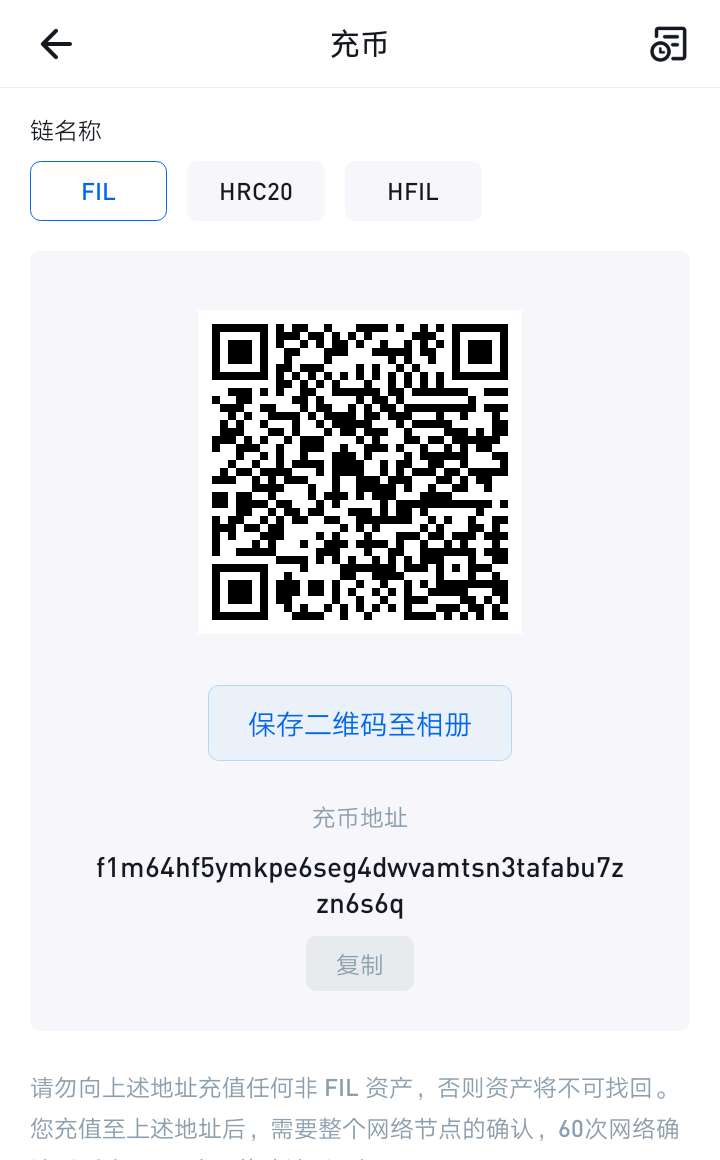 充币
链名称
FIL
HRC20
HFIL
保存二维码至相册
充币地址
f1m64hf5ymkpe6seg4dwvamtsn3tafabu7z
zn6s6q
复制
请勿向上述地址充值任何非 FIL 资产，否则资产将不可找回。
您充值至上述地址后，需要整个网络节点的确认，60次网络确